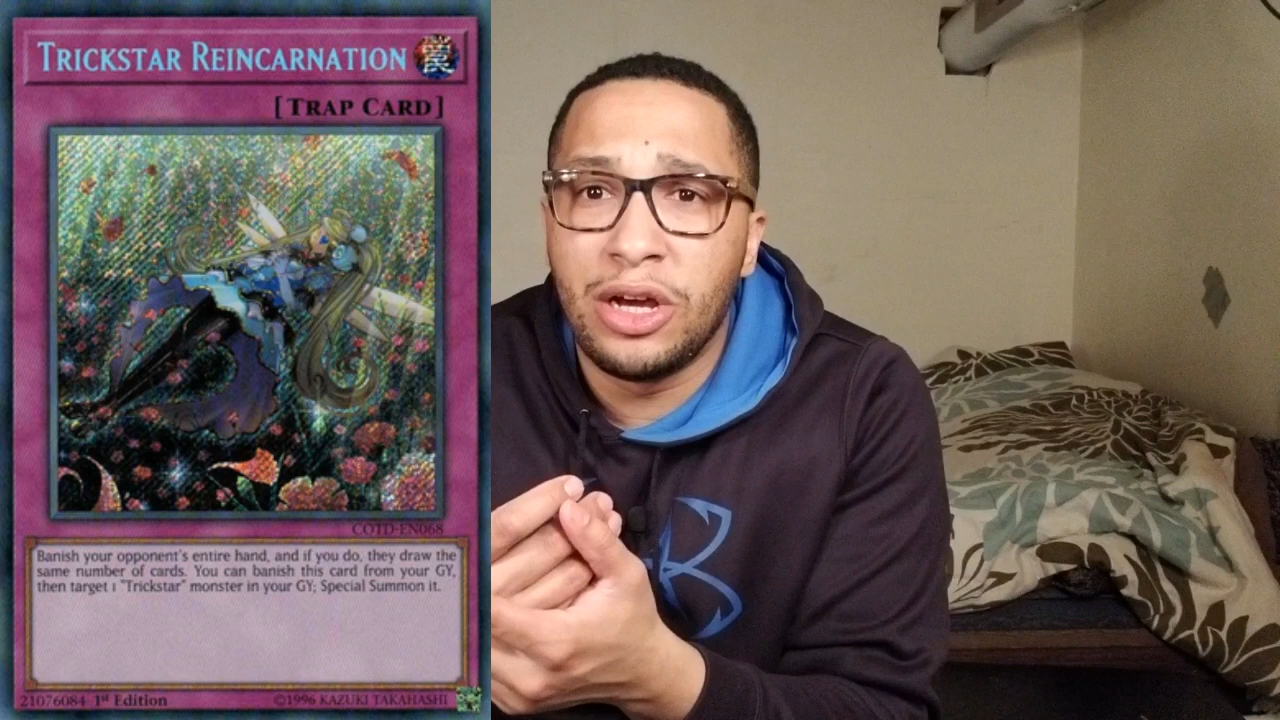 TRICKSTAR REINCARNATION
[TRAP CARD]
COTD-EN068
Banish your opponent's entire hand, and if you do, they draw the
same number of cards. You can banish this card from your GY,
then target 1 "Trickstar" monster in your GY; Special Summon it.
21076084 1st Edition ©1996 KAZUKI TAKAHASHI